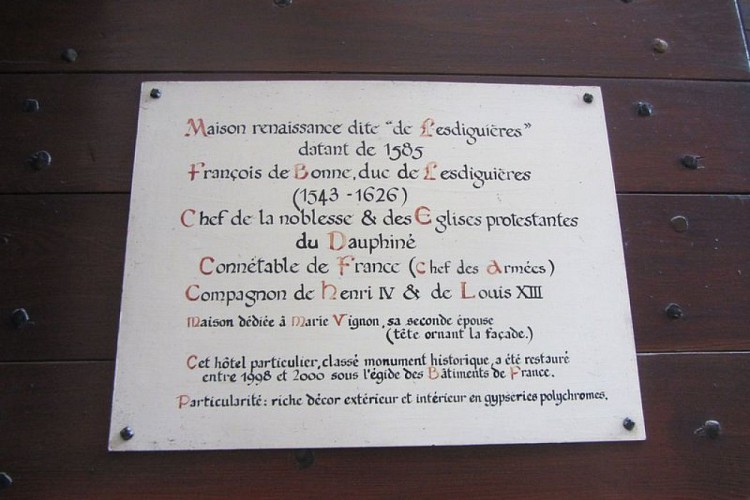 Maison renaissance dite "de Lesdiguières"
datant de 1585
François de Bonne, duc de Lesdiguières
(1543 - 1626)
Chef de la noblesse & des Eglises protestantes
du Dauphiné
Connétable de France (Chef des Armées)
Compagnon de Henri IV & de Louis XIII
Maison dédiée à Marie Vignon, sa seconde épouse
(tête ornant la façade.)
Cet hôtel particulier, classé monument historique, a été restauré
entre 1998 et 2000 sous l'égide des Bâtiments de France.
Particularité : riche décor extérieur et intérieur en gypseries polychromes.